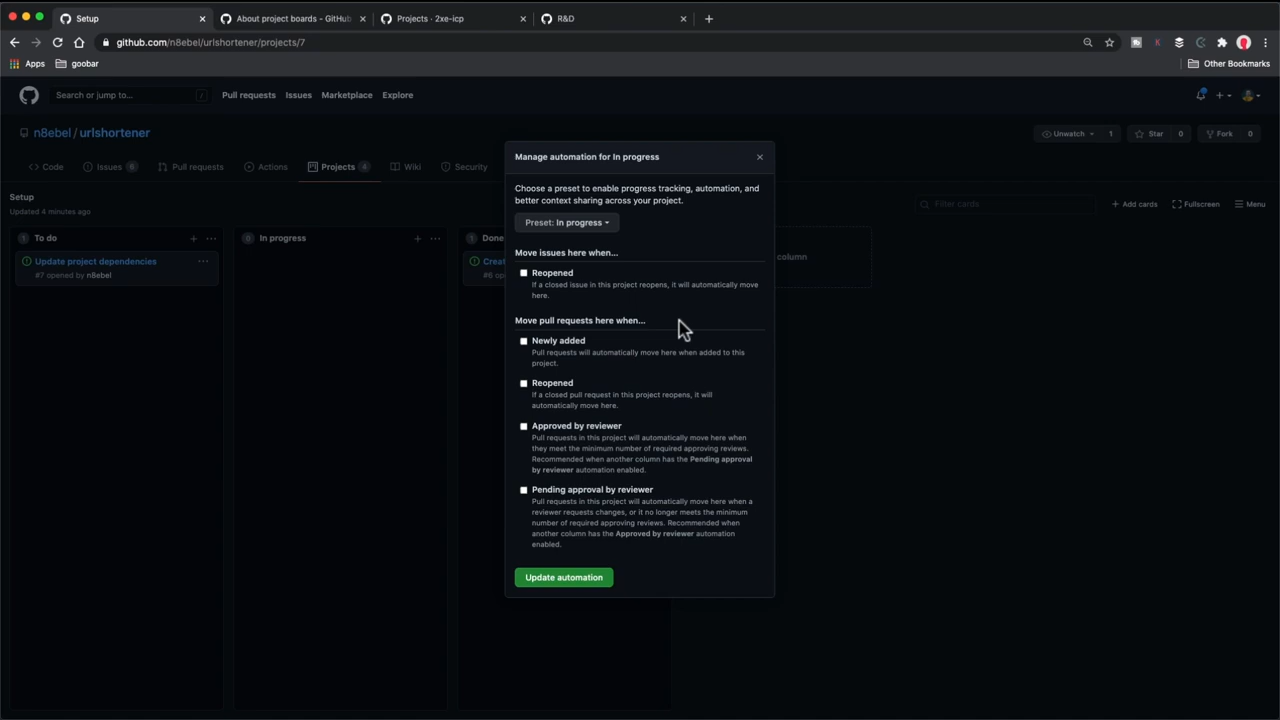 Setup
About project boards - GitHub
Projects · 2xe-icp
R&D
github.com/n8ebel/urlshortener/projects/7
Apps
goobar
Other Bookmarks
Search or jump to...
/
Pull requests
Issues
Marketplace
Explore
n8ebel / urlshortener
Unwatch
1
Star
0
Fork
0
Code
Issues 6
Pull requests
Actions
Projects 4
Wiki
Security
Setup
Updated 4 minutes ago
Filter cards
+ Add cards
Fullscreen
Menu
1 To do
Update project dependencies
#7 opened by n8ebel
0 In progress
1 Done
Creat
#6 op
column
Manage automation for In progress
Choose a preset to enable progress tracking, automation, and
better context sharing across your project.
Preset: In progress
Move issues here when...
Reopened
If a closed issue in this project reopens, it will automatically move
here.
Move pull requests here when...
Newly added
Pull requests will automatically move here when added to this
project.
Reopened
If a closed pull request in this project reopens, it will
automatically move here.
Approved by reviewer
Pull requests in this project will automatically move here when
they meet the minimum number of required approving reviews.
Recommended when another column has the Pending approval
by reviewer automation enabled.
Pending approval by reviewer
Pull requests in this project will automatically move here when a
reviewer requests changes, or it no longer meets the minimum
number of required approving reviews. Recommended when
another column has the Approved by reviewer automation
enabled.
Update automation